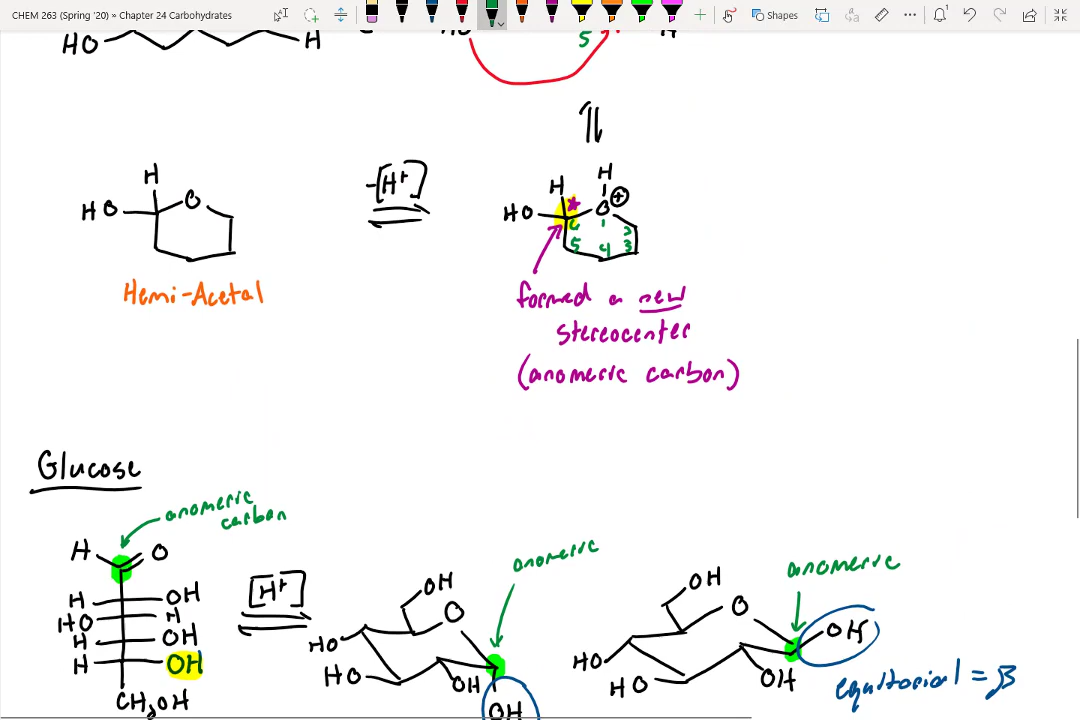 CHEM 263 (Spring '20) » Chapter 24 Carbohydrates
Shapes
HO
H
HO
5
H
H
HO
O
-[H+]
H
H
HO
*
O
+
6
1
2
5
4
3
Hemi-Acetal
formed a new
stereocenter
(anomeric carbon)
Glucose
anomeric
carbon
H
O
H
OH
HO
H
H
OH
H
OH
CH2OH
[H+]
anomeric
OH
O
HO
HO
OH
OH
anomeric
OH
O
OH
HO
HO
OH
equitorial = β